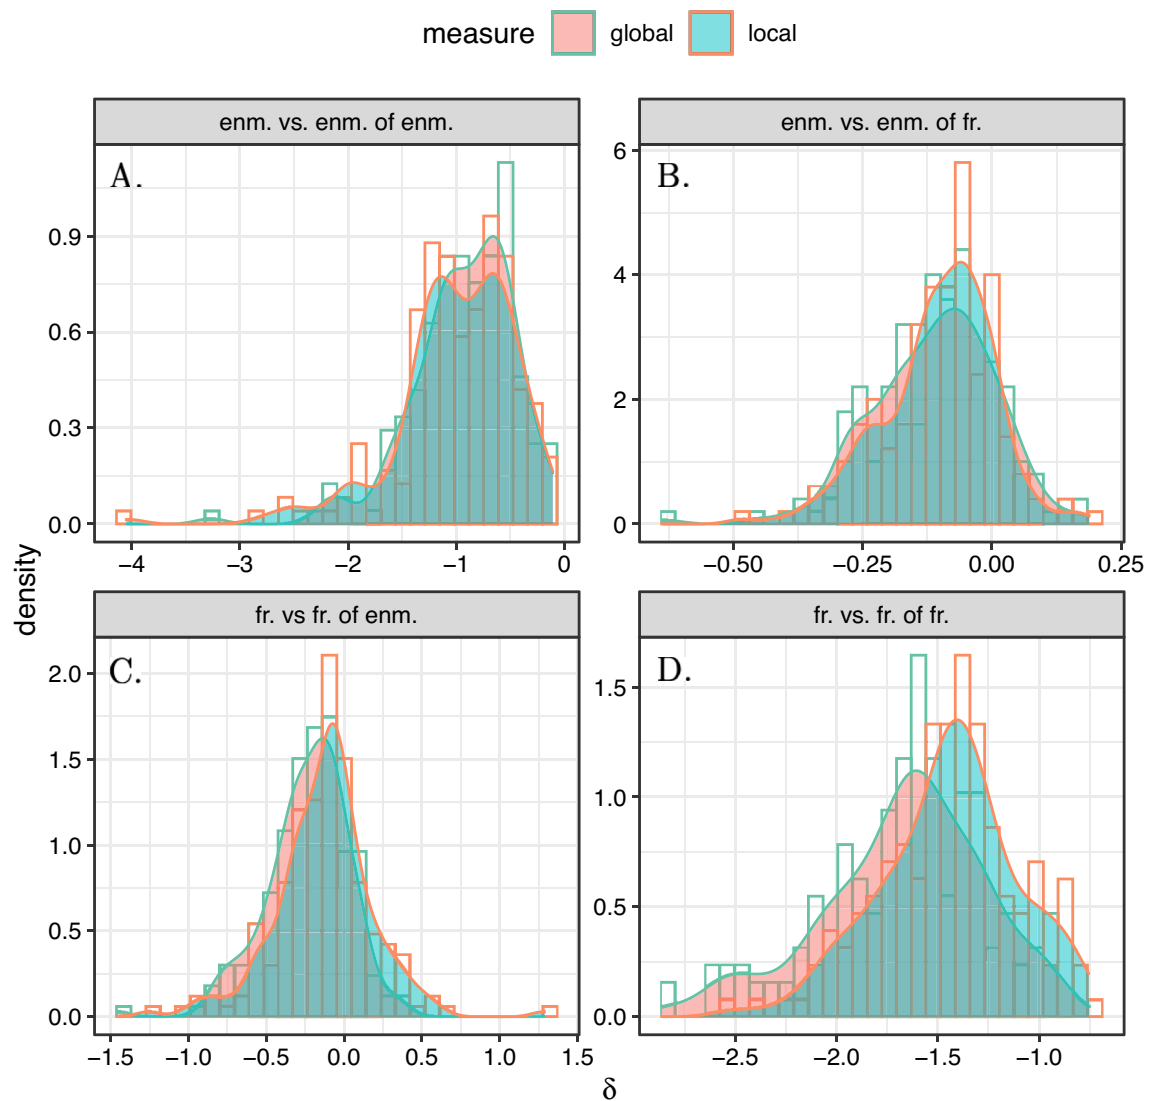 measure global local
enm. vs. enm. of enm.
A.
0.9
0.6
0.3
0.0
−4 −3 −2 −1 0
enm. vs. enm. of fr.
B.
6
4
2
0
−0.50 −0.25 0.00 0.25
density
fr. vs fr. of enm.
C.
2.0
1.5
1.0
0.5
0.0
−1.5 −1.0 −0.5 0.0 0.5 1.0 1.5
fr. vs. fr. of fr.
D.
1.5
1.0
0.5
0.0
−2.5 −2.0 −1.5 −1.0
δ